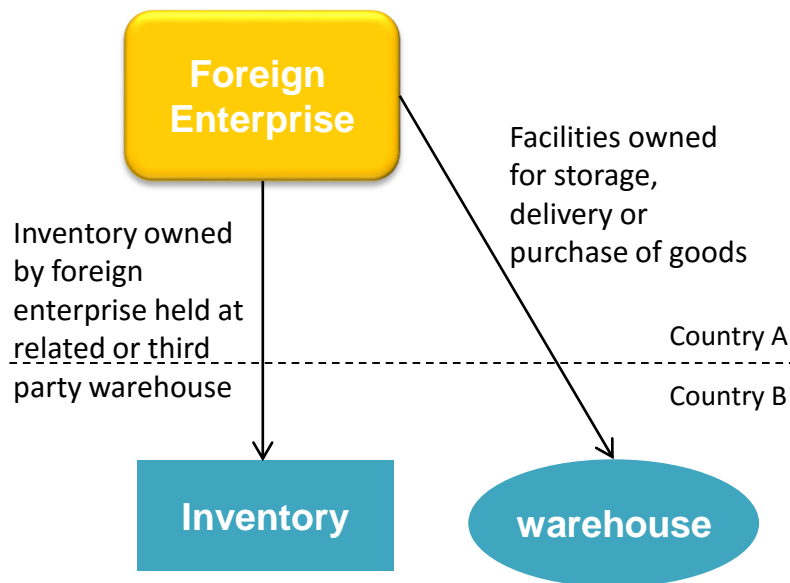 Foreign
Enterprise
Facilities owned
for storage,
delivery or
purchase of goods
Inventory owned
by foreign
enterprise held at
related or third
party warehouse
Country A
Country B
Inventory
warehouse